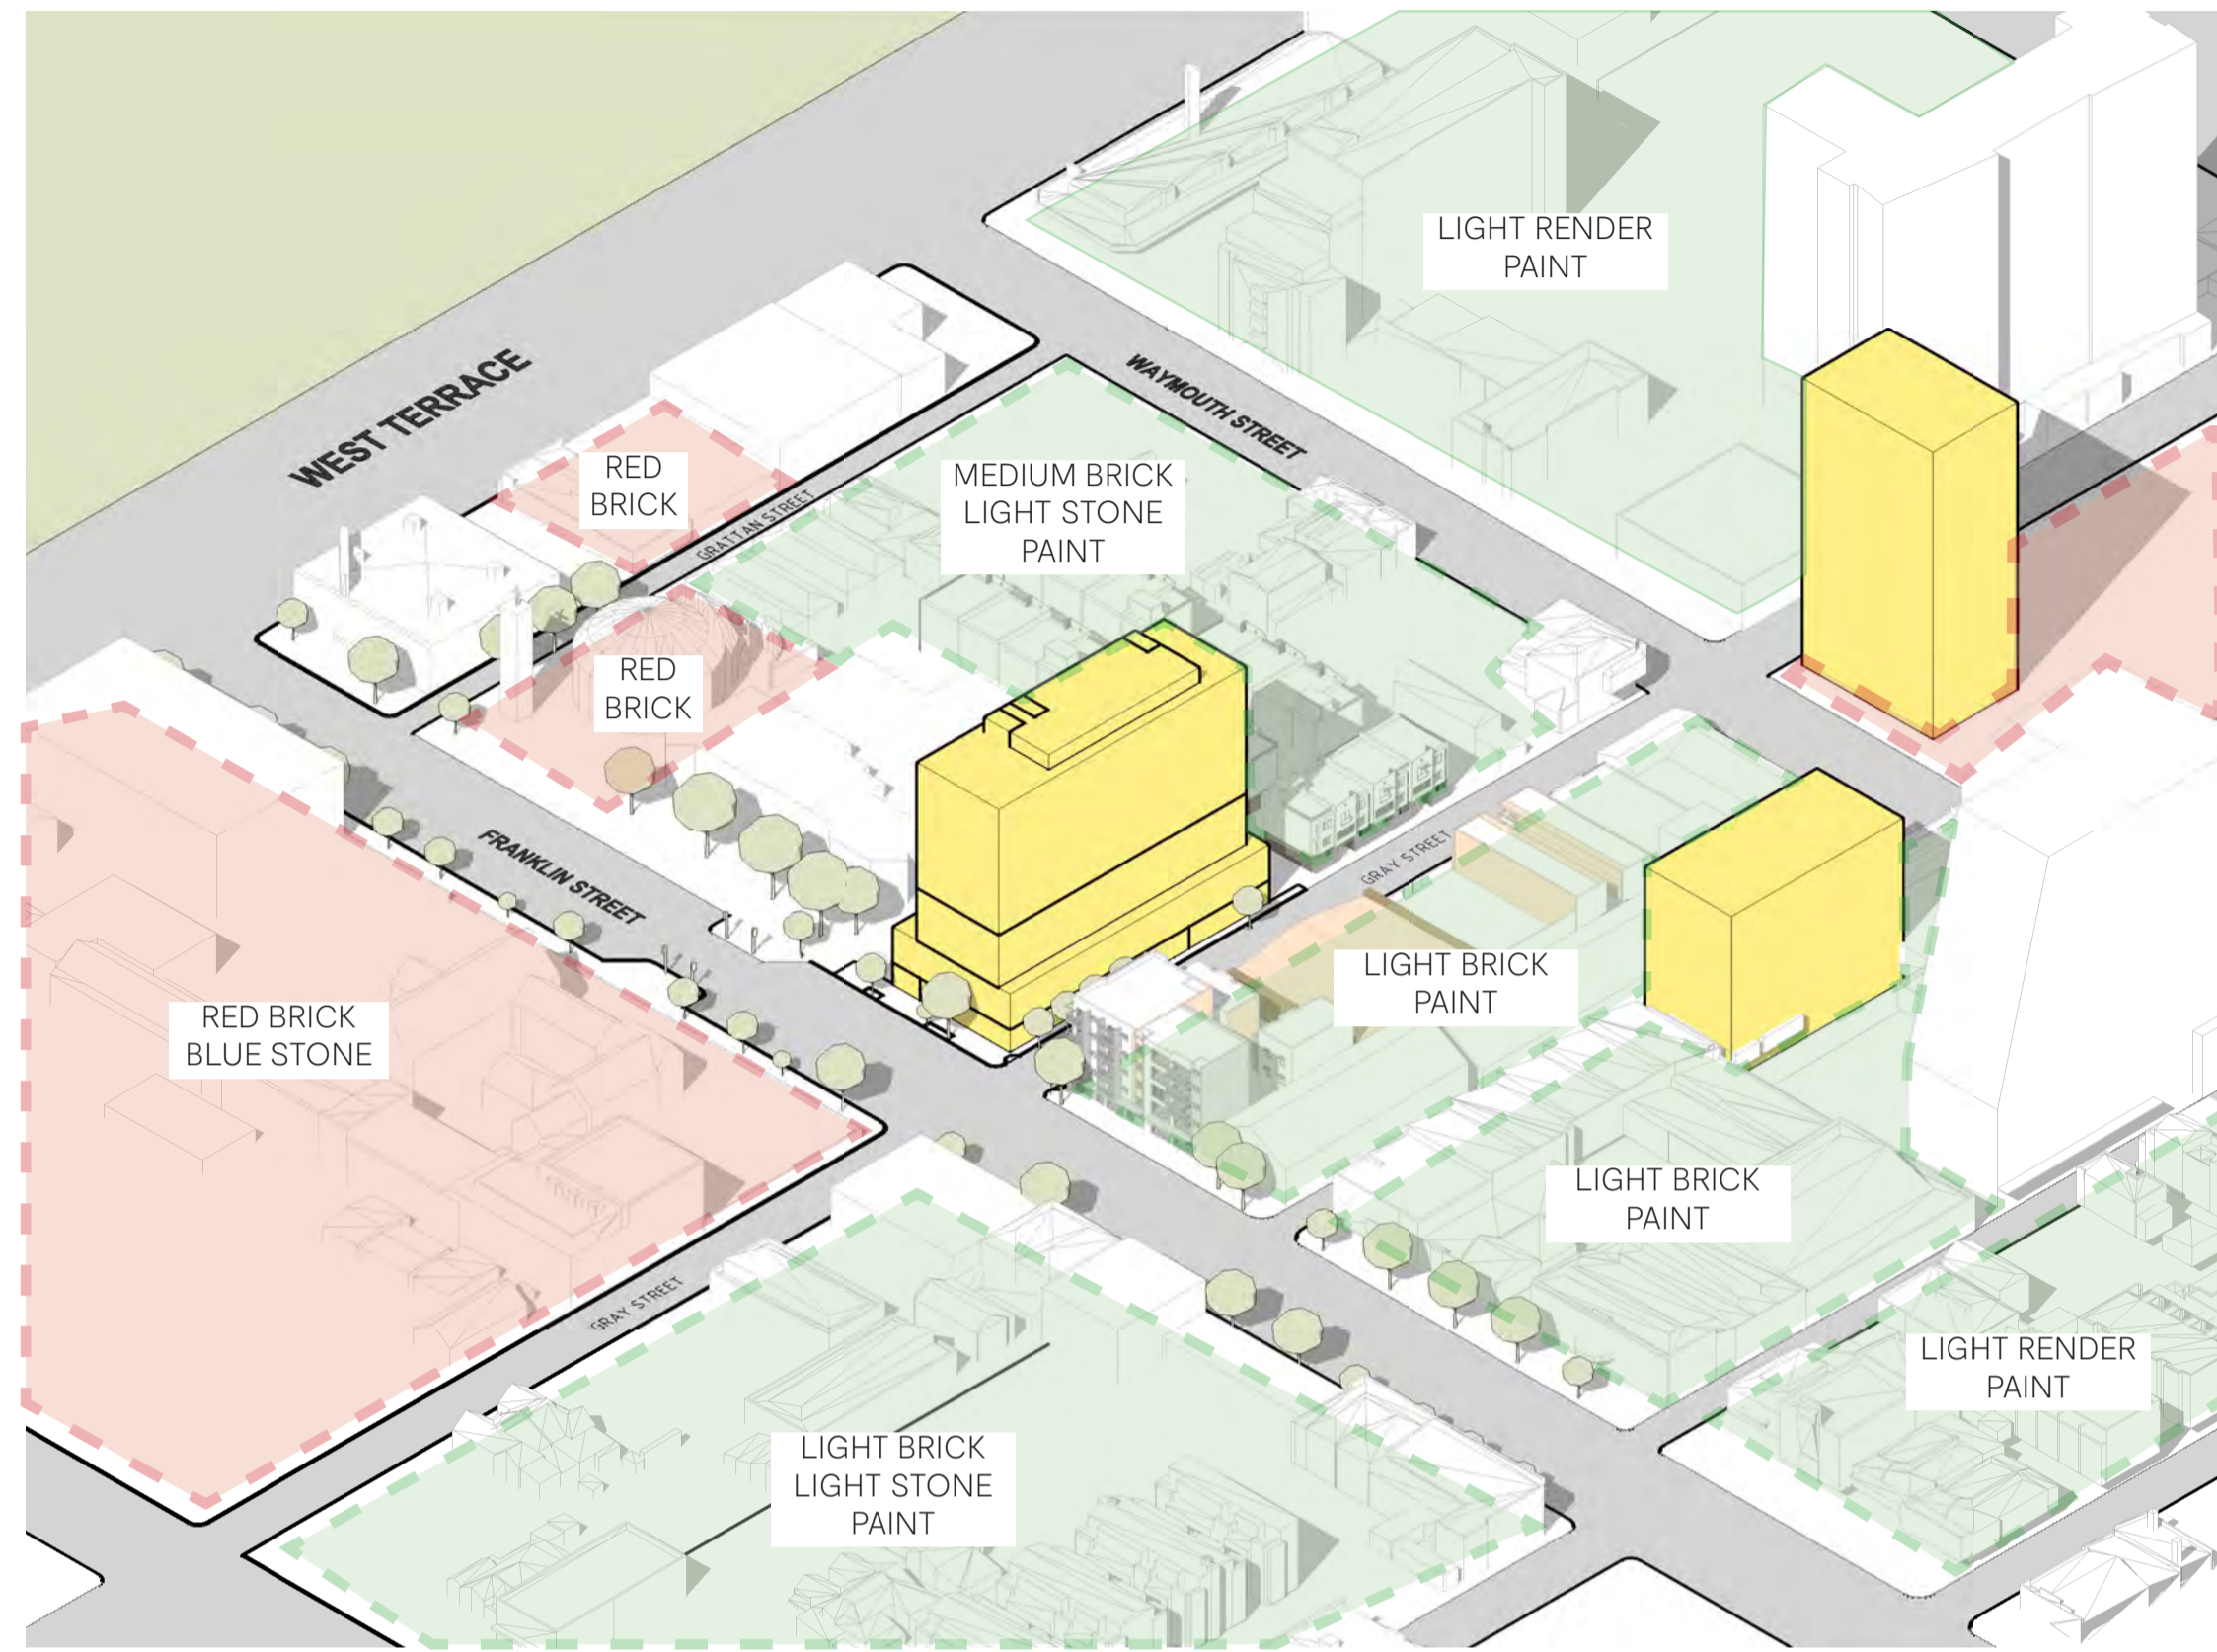 LIGHT RENDER
PAINT
WEST TERRACE
WAYMOUTH STREET
RED
BRICK
MEDIUM BRICK
LIGHT STONE
PAINT
GRATTAN STREET
RED
BRICK
FRANKLIN STREET
GRAY STREET
LIGHT BRICK
PAINT
RED BRICK
BLUE STONE
LIGHT BRICK
PAINT
GRAY STREET
LIGHT RENDER
PAINT
LIGHT BRICK
LIGHT STONE
PAINT